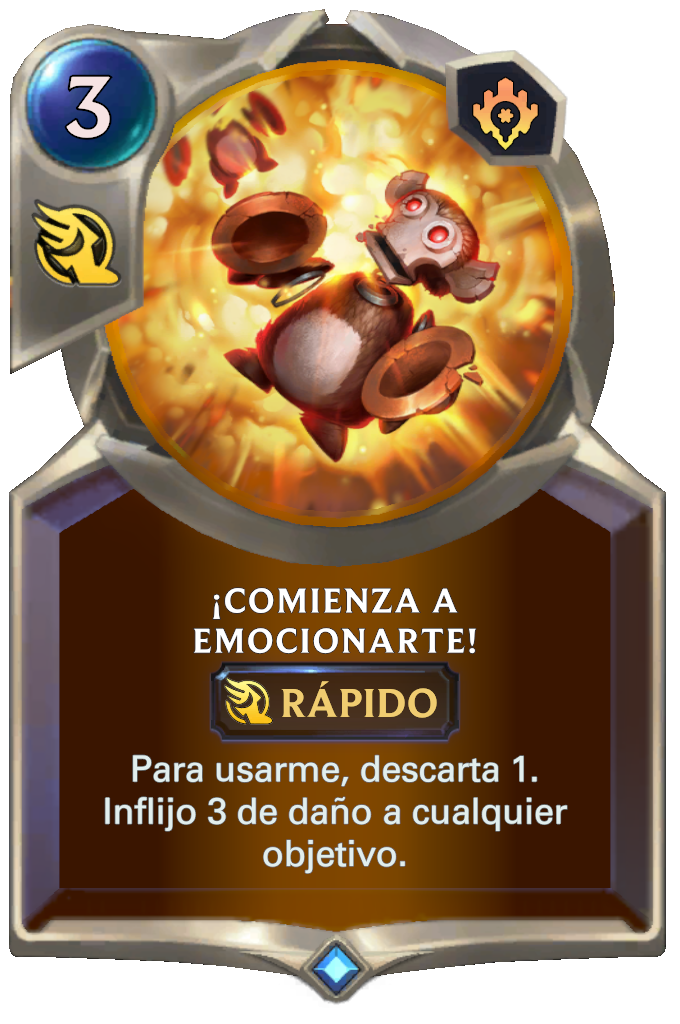 3
¡COMIENZA A
EMOCIONARTE!
RÁPIDO
Para usarme, descarta 1.
Inflijo 3 de daño a cualquier
objetivo.